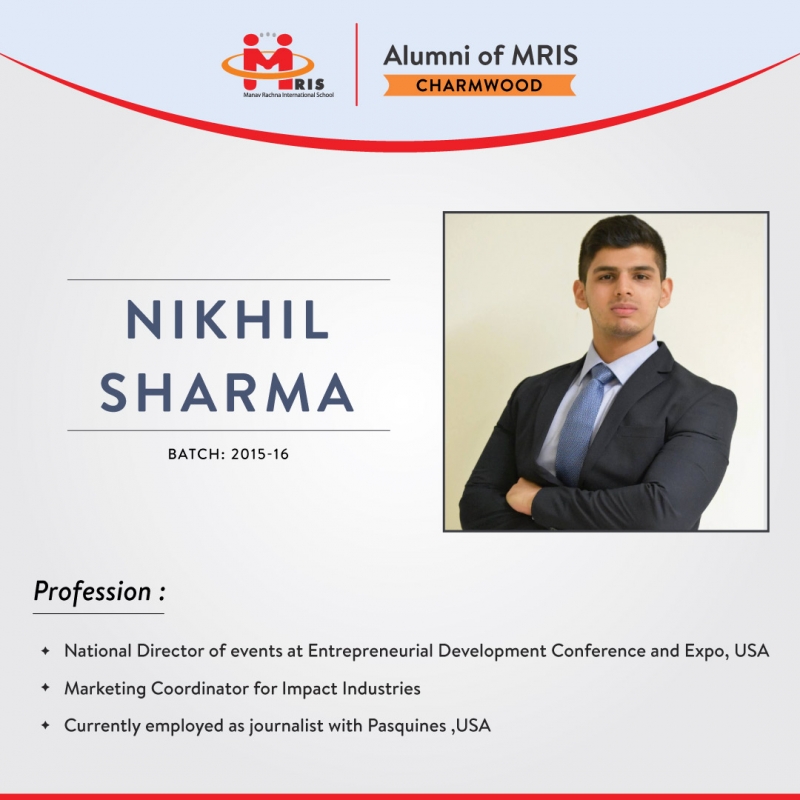 M RIS
Manav Rachna International School
Alumni of MRIS
CHARMWOOD
NIKHIL
SHARMA
BATCH: 2015-16
Profession :
National Director of events at Entrepreneurial Development Conference and Expo, USA
Marketing Coordinator for Impact Industries
Currently employed as journalist with Pasquines ,USA